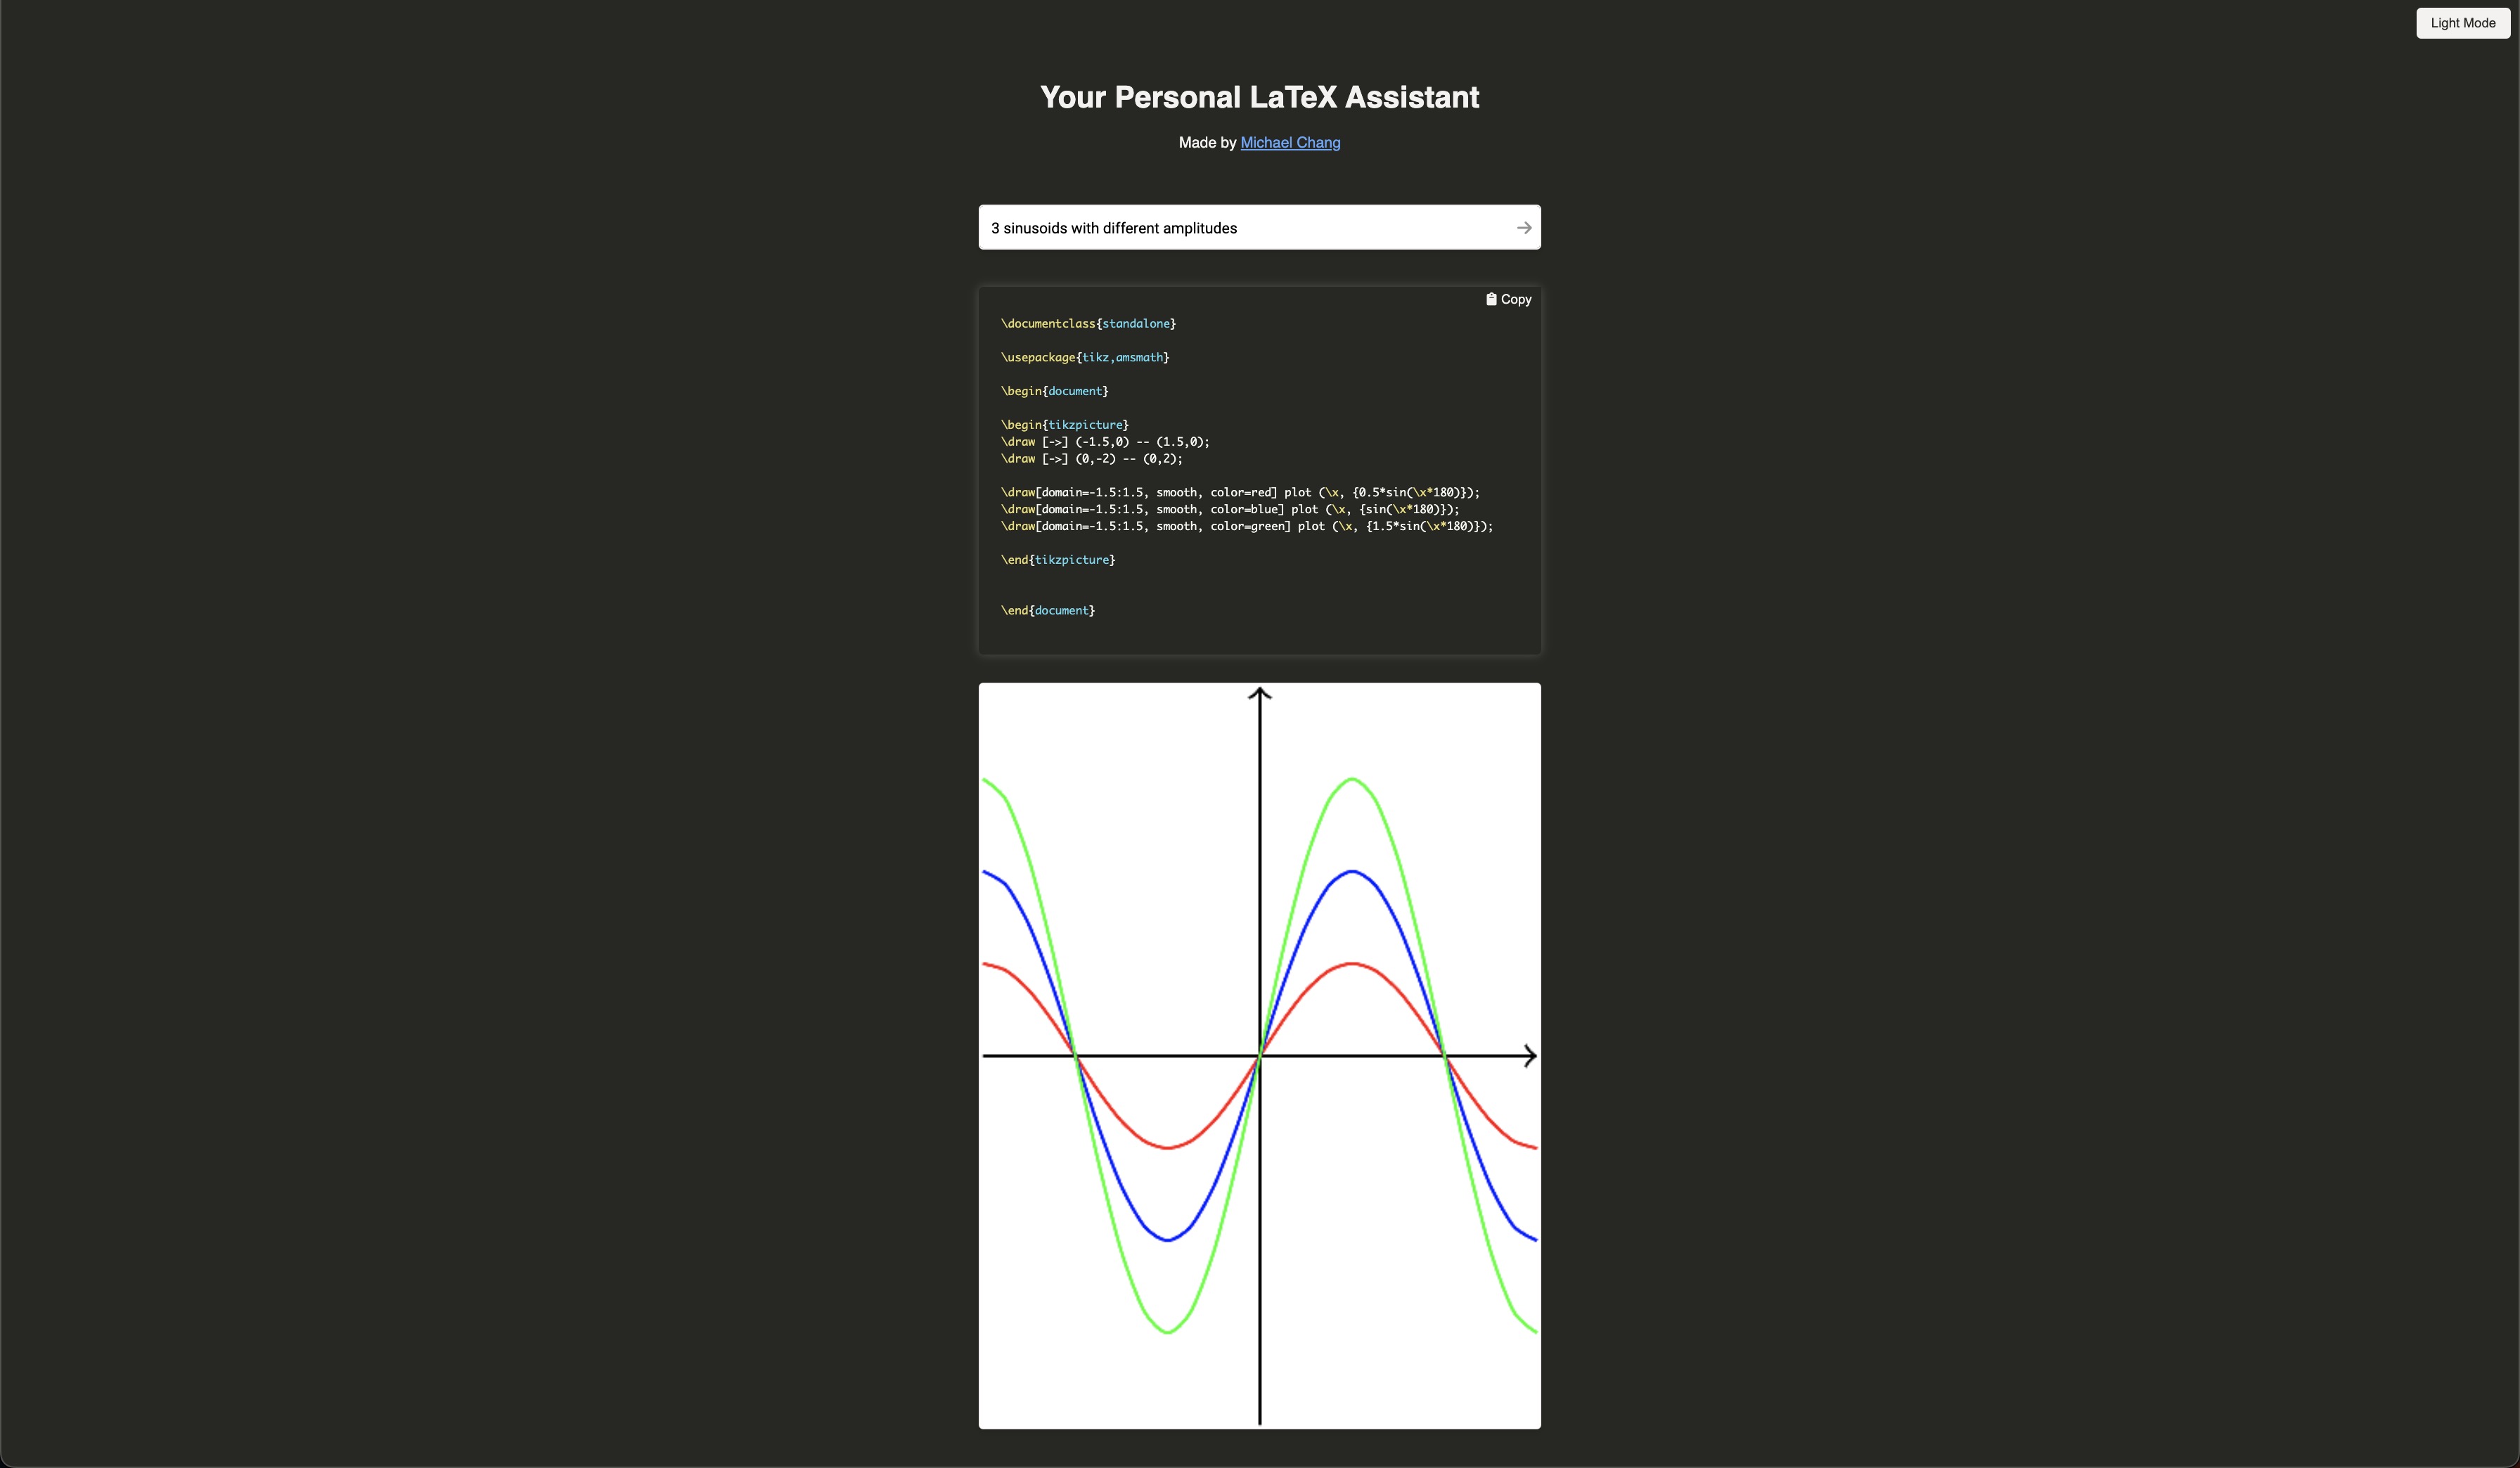 Light Mode
Your Personal LaTeX Assistant
Made by Michael Chang
3 sinusoids with different amplitudes
Copy
\documentclass{standalone}
\usepackage{tikz,amsmath}
\begin{document}
\begin{tikzpicture}
\draw [->] (-1.5,0) -- (1.5,0);
\draw [->] (0,-2) -- (0,2);
\draw[domain=-1.5:1.5, smooth, color=red] plot (\x, {0.5*sin(\x*180)});
\draw[domain=-1.5:1.5, smooth, color=blue] plot (\x, {sin(\x*180)});
\draw[domain=-1.5:1.5, smooth, color=green] plot (\x, {1.5*sin(\x*180)});
\end{tikzpicture}
\end{document}